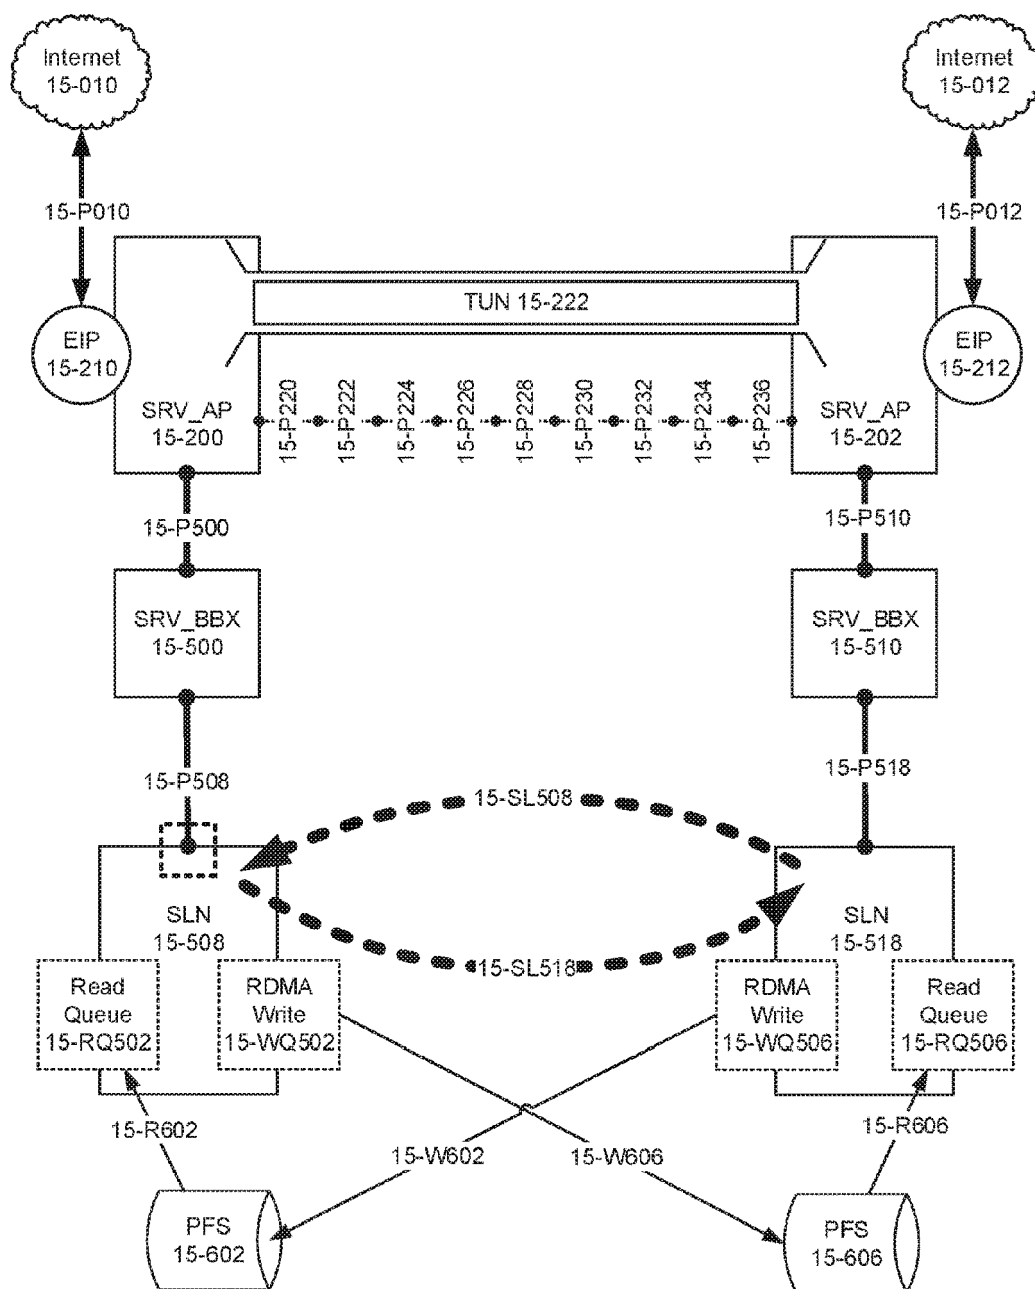 Internet
15-010
Internet
15-012
15-P010
15-P012
TUN 15-222
EIP
15-210
EIP
15-212
SRV_AP
15-200
15-P220
15-P222
15-P224
15-P226
15-P228
15-P230
15-P232
15-P234
15-P236
SRV_AP
15-202
15-P500
15-P510
SRV_BBX
15-500
SRV_BBX
15-510
15-P508
15-P518
15-SL508
SLN
15-508
SLN
15-518
15-SL518
Read
Queue
15-RQ502
RDMA
Write
15-WQ502
RDMA
Write
15-WQ506
Read
Queue
15-RQ506
15-R602
15-W602
15-W606
15-R606
PFS
15-602
PFS
15-606